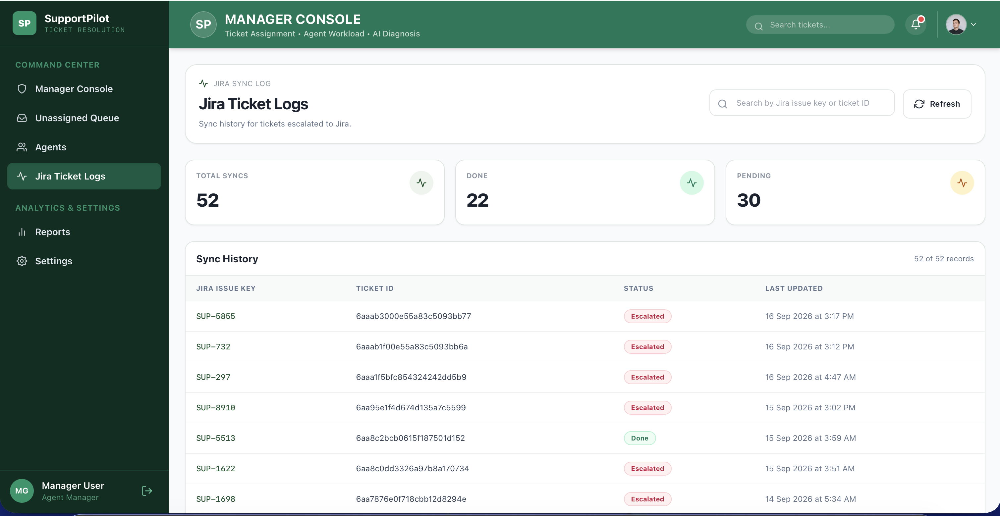 SP
SupportPilot
TICKET RESOLUTION
COMMAND CENTER
Manager Console
Unassigned Queue
Agents
Jira Ticket Logs
ANALYTICS & SETTINGS
Reports
Settings
MG
Manager User
Agent Manager
SP
MANAGER CONSOLE
Ticket Assignment • Agent Workload • AI Diagnosis
Search tickets...
JIRA SYNC LOG
Jira Ticket Logs
Sync history for tickets escalated to Jira.
Search by Jira issue key or ticket ID
Refresh
TOTAL SYNCS
52
DONE
22
PENDING
30
Sync History
52 of 52 records
JIRA ISSUE KEY TICKET ID STATUS LAST UPDATED
SUP-5855 6aaab3000e55a83c5093bb77 Escalated 16 Sep 2026 at 3:17 PM
SUP-732 6aaab1f00e55a83c5093bb6a Escalated 16 Sep 2026 at 3:12 PM
SUP-297 6aaa1f5bfc854324242dd5b9 Escalated 16 Sep 2026 at 4:47 AM
SUP-8910 6aa95e1f4d674d135a7c5599 Escalated 15 Sep 2026 at 3:02 PM
SUP-5513 6aa8c2bcb0615f187501d152 Done 15 Sep 2026 at 3:59 AM
SUP-1622 6aa8c0dd3326a97b8a170734 Escalated 15 Sep 2026 at 3:51 AM
SUP-1698 6aa7876e0f718cbb12d8294e Escalated 14 Sep 2026 at 5:34 AM